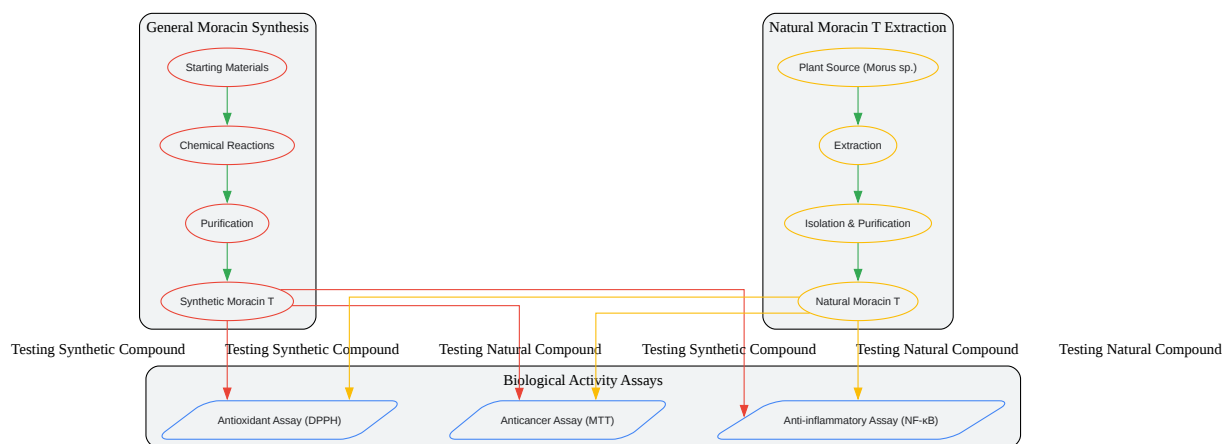 General Moracin Synthesis
Natural Moracin T Extraction
Starting Materials
Plant Source (Morus sp.)
Chemical Reactions
Extraction
Purification
Isolation & Purification
Synthetic Moracin T
Natural Moracin T
Testing Synthetic Compound
Testing Synthetic Compound
Testing Natural Compound
Testing Synthetic Compound
Testing Natural Compound
Testing Natural Compound
Biological Activity Assays
Antioxidant Assay (DPPH)
Anticancer Assay (MTT)
Anti-inflammatory Assay (NF-κB)